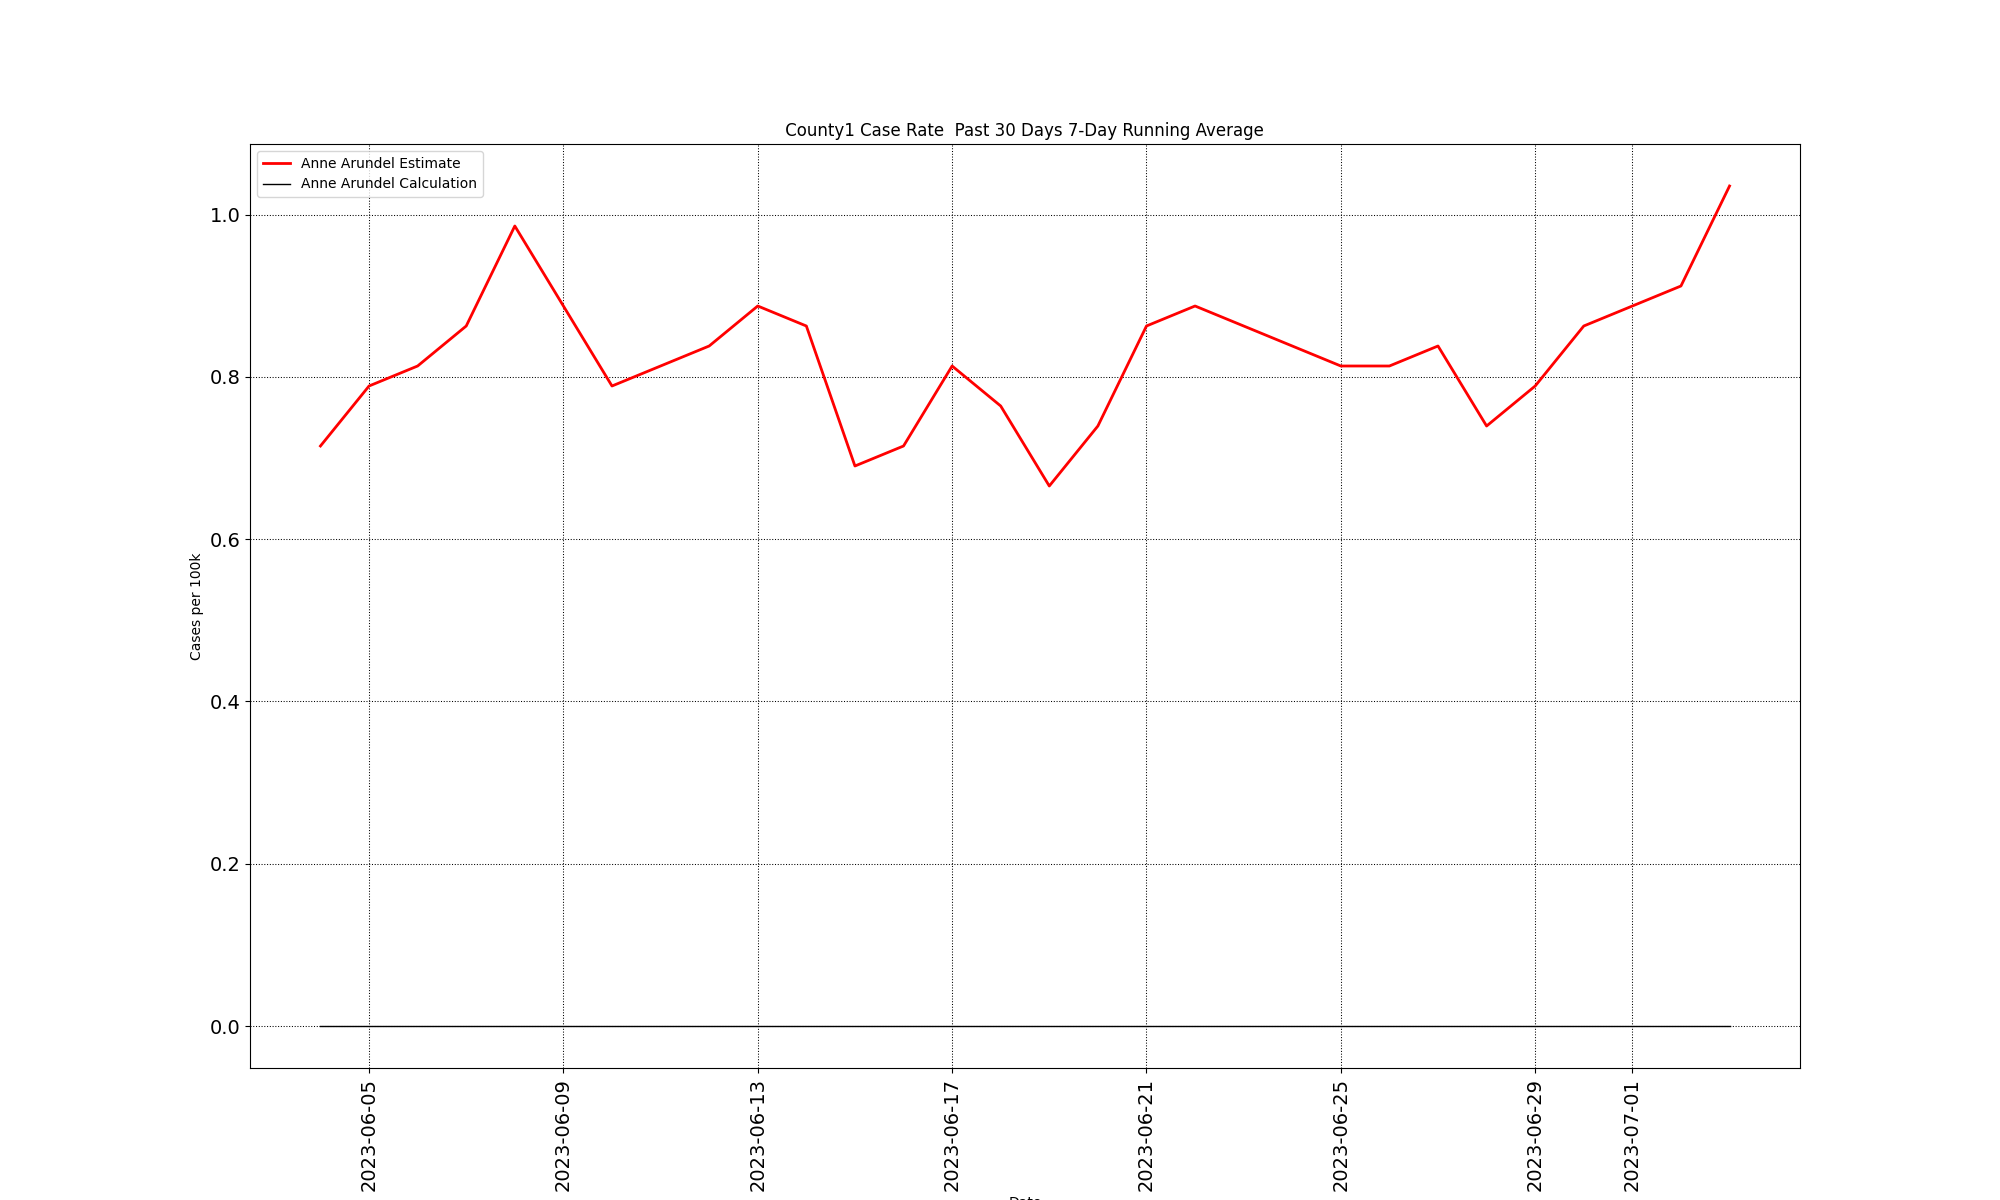 County1 Case Rate  Past 30 Days 7-Day Running Average
Anne Arundel Estimate
Anne Arundel Calculation
1.0
0.8
0.6
0.4
0.2
0.0
Cases per 100k
2023-06-05
2023-06-09
2023-06-13
2023-06-17
2023-06-21
2023-06-25
2023-06-29
2023-07-01
Date